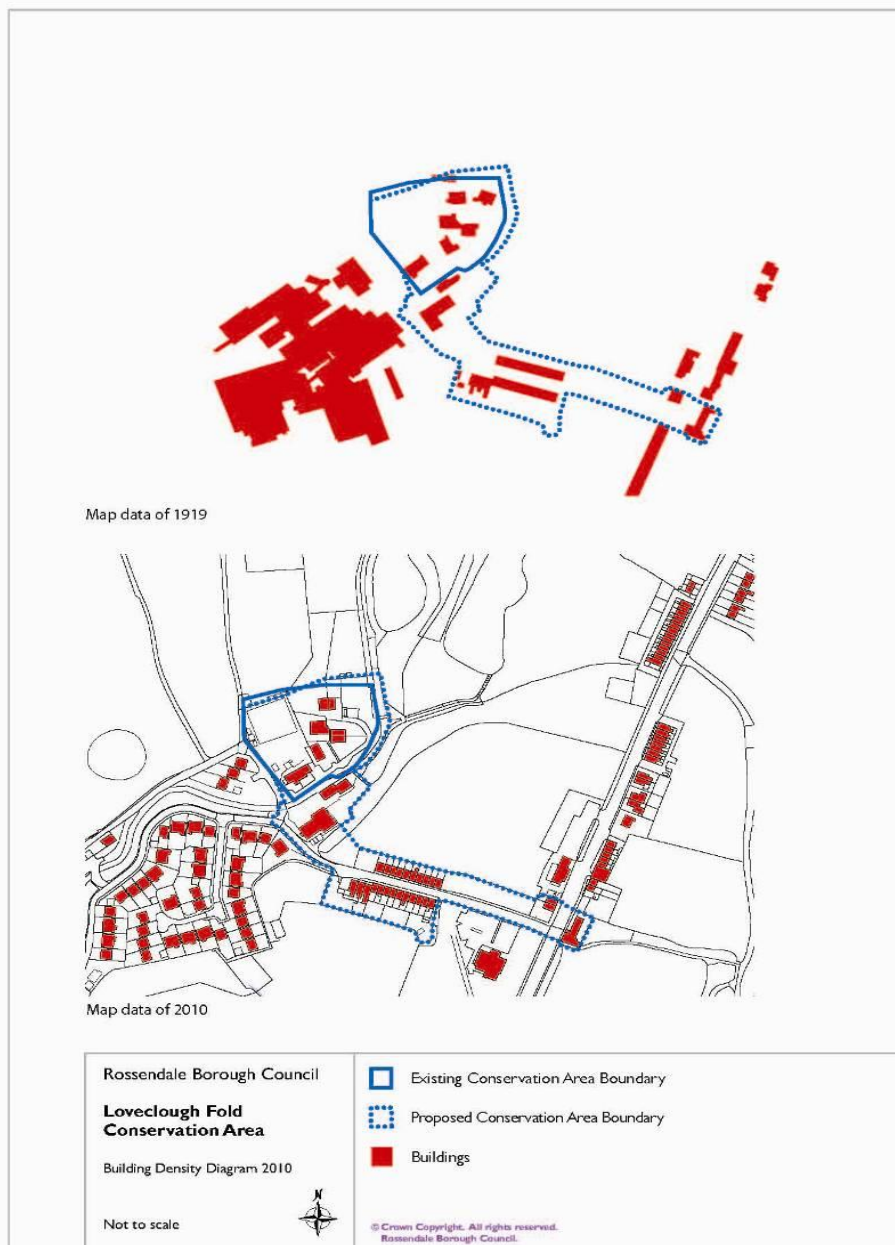 Map data of 1919
Map data of 2010
Rossendale Borough Council
Loveclough Fold
Conservation Area
Building Density Diagram 2010
Not to scale
N
Existing Conservation Area Boundary
Proposed Conservation Area Boundary
Buildings
© Crown Copyright. All rights reserved.
Rossendale Borough Council.